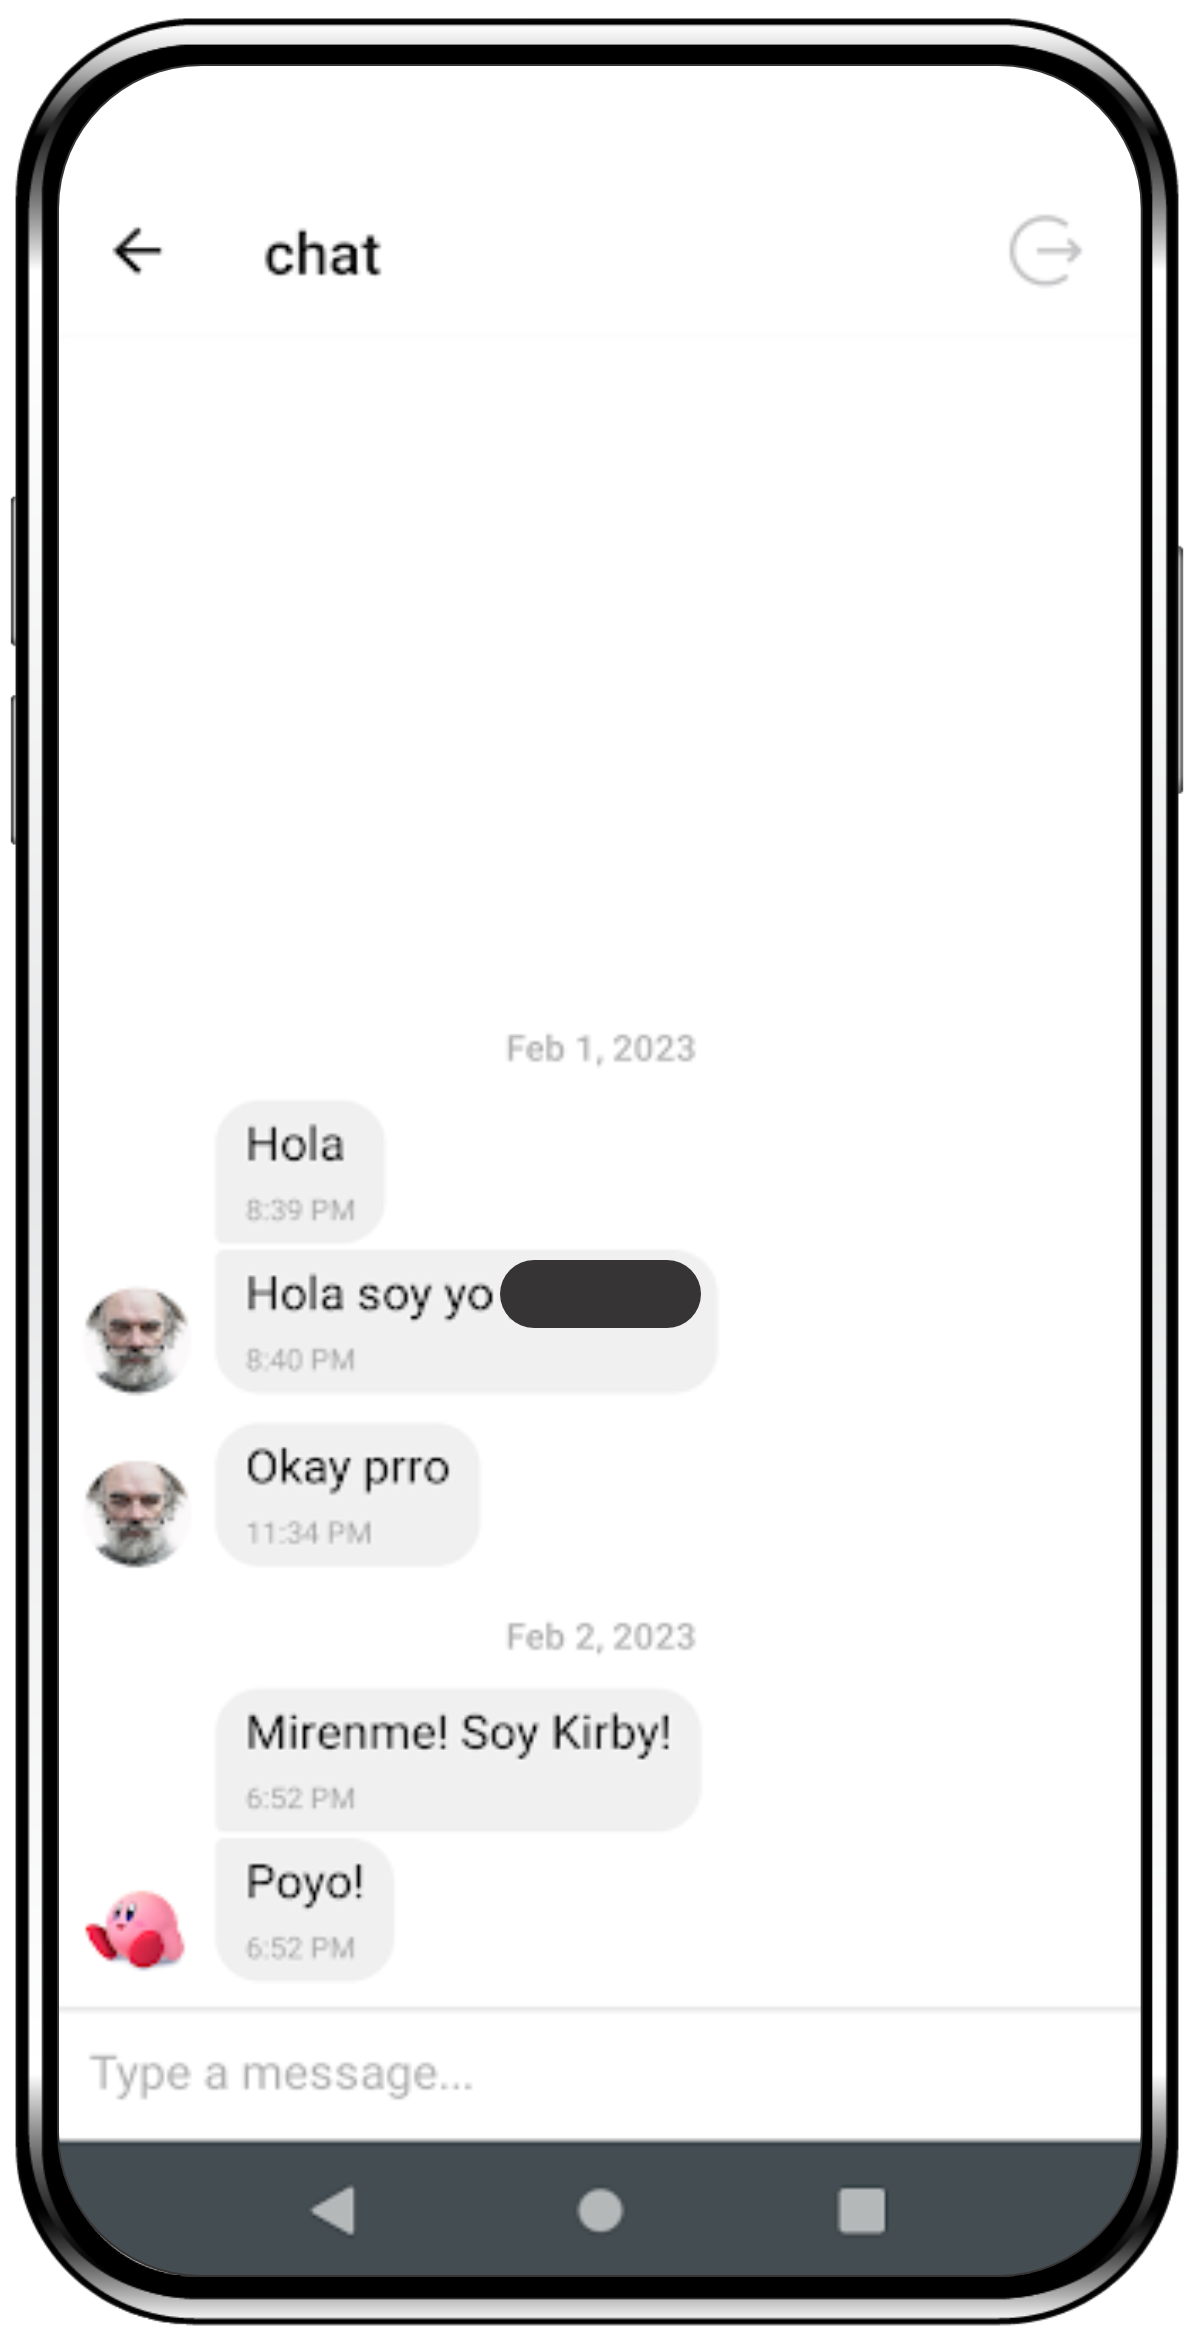 chat
Feb 1, 2023
Hola
8:39 PM
Hola soy yo
8:40 PM
Okay prro
11:34 PM
Feb 2, 2023
Mirenme! Soy Kirby!
6:52 PM
Poyo!
6:52 PM
Type a message...